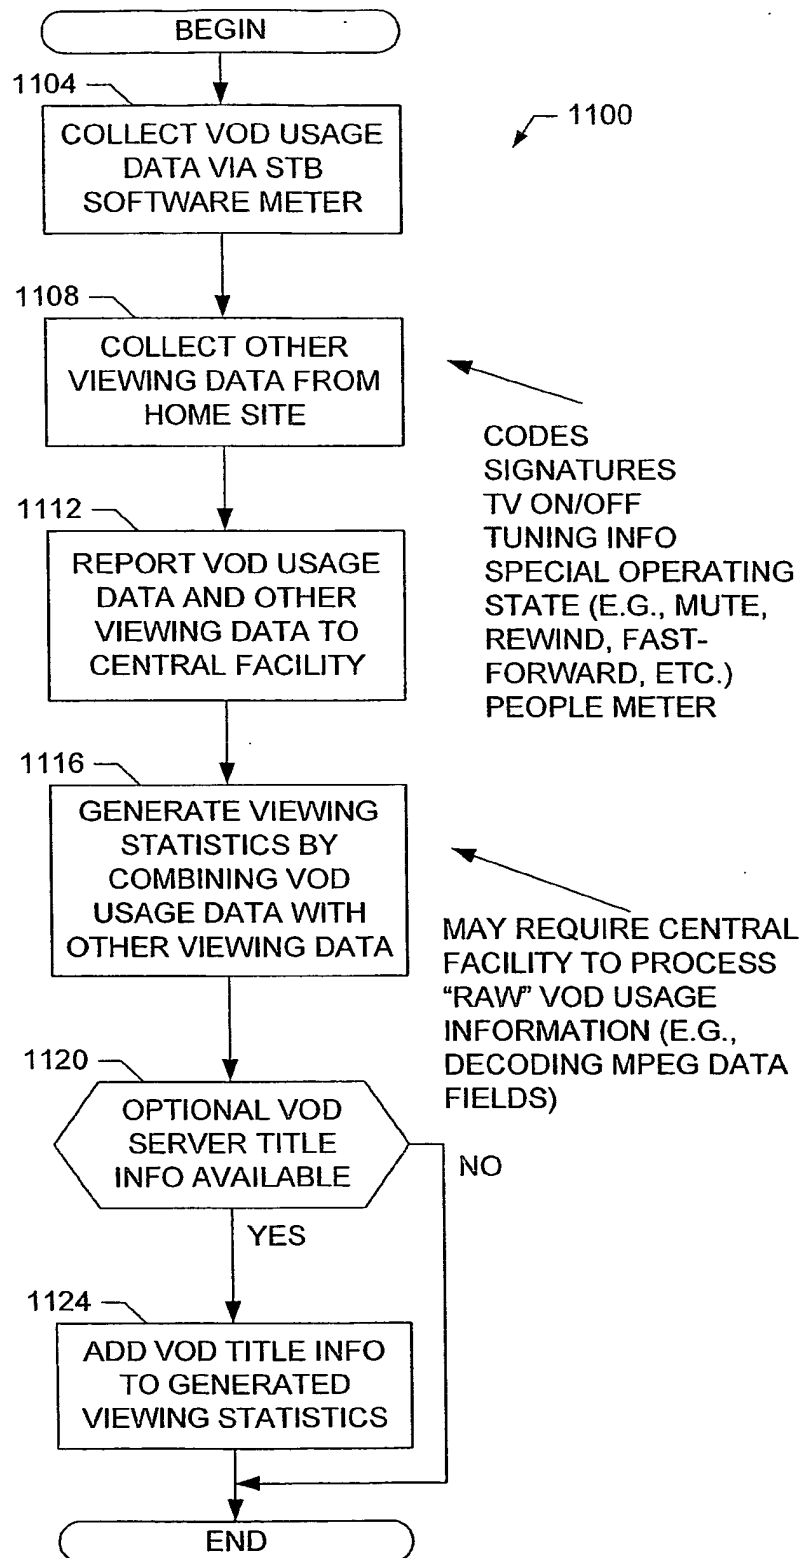 BEGIN
1104
1100
COLLECT VOD USAGE
DATA VIA STB
SOFTWARE METER
1108
COLLECT OTHER
VIEWING DATA FROM
HOME SITE
CODES
SIGNATURES
TV ON/OFF
TUNING INFO
SPECIAL OPERATING
STATE (E.G., MUTE,
REWIND, FAST-
FORWARD, ETC.)
PEOPLE METER
1112
REPORT VOD USAGE
DATA AND OTHER
VIEWING DATA TO
CENTRAL FACILITY
1116
GENERATE VIEWING
STATISTICS BY
COMBINING VOD
USAGE DATA WITH
OTHER VIEWING DATA
MAY REQUIRE CENTRAL
FACILITY TO PROCESS
“RAW” VOD USAGE
INFORMATION (E.G.,
DECODING MPEG DATA
FIELDS)
1120
OPTIONAL VOD
SERVER TITLE
INFO AVAILABLE
NO
YES
1124
ADD VOD TITLE INFO
TO GENERATED
VIEWING STATISTICS
END